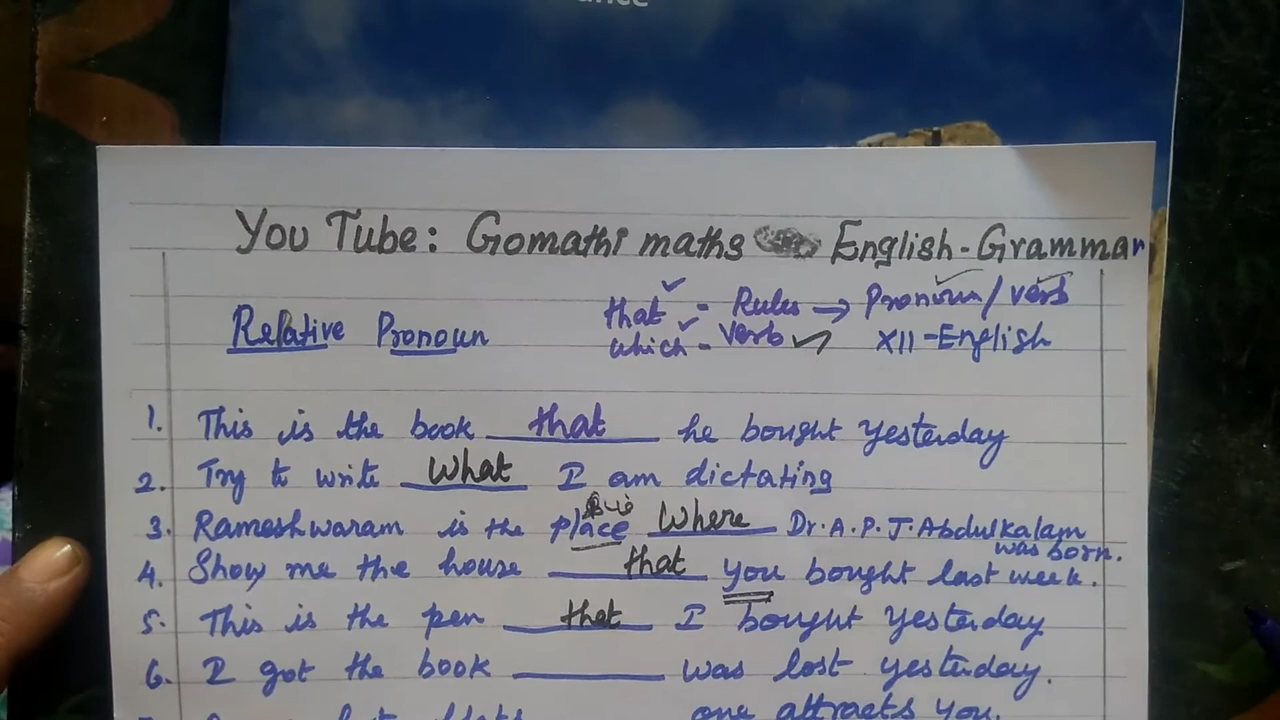 ance
You Tube: Gomathi maths English-Grammar
that - Rules → Pronoun/verb
Relative Pronoun
which - verb XII-English
1. This is the book that he bought yesterday
2. Try to write what I am dictating
3. Rameshwaram is the place Where Dr. A.P.J. Abdulkalam
was born.
4. Show me the house that you bought last week.
5. This is the pen that I bought yesterday
6. I got the book ______ was lost yesterday.
one attracts you.